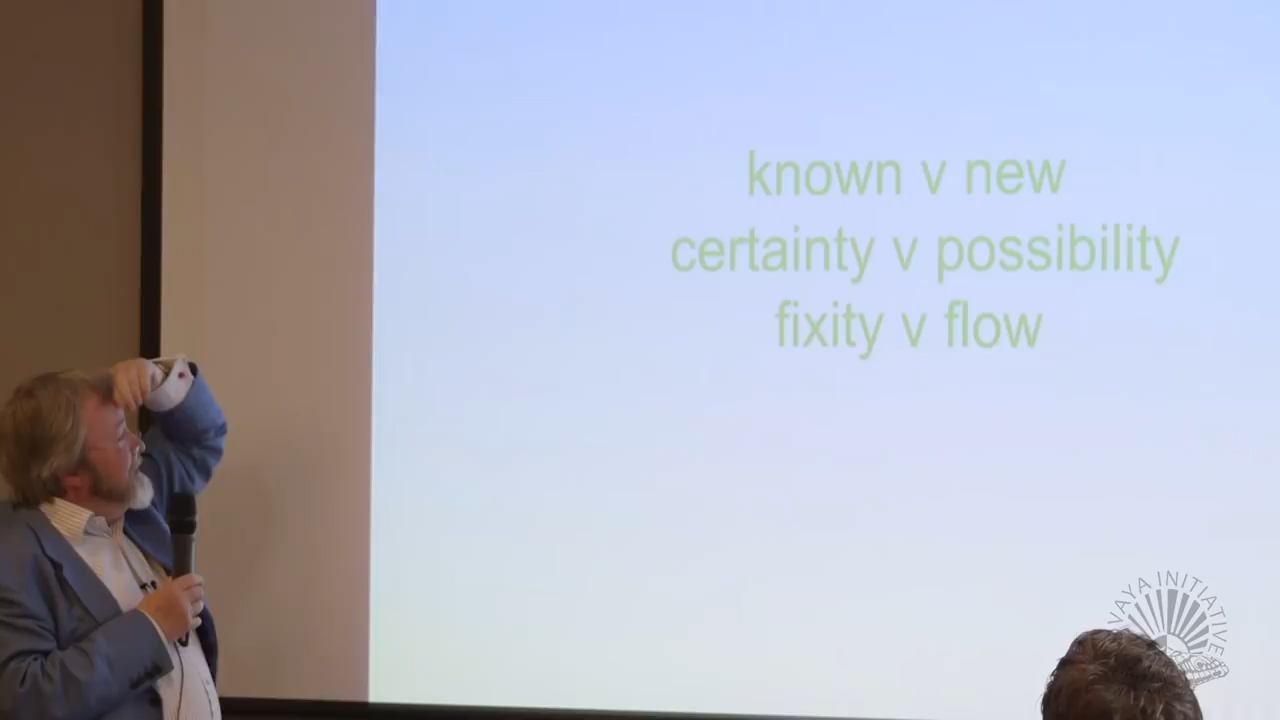 known v new
certainty v possibility
fixity v flow
VAYA INITIATIVE